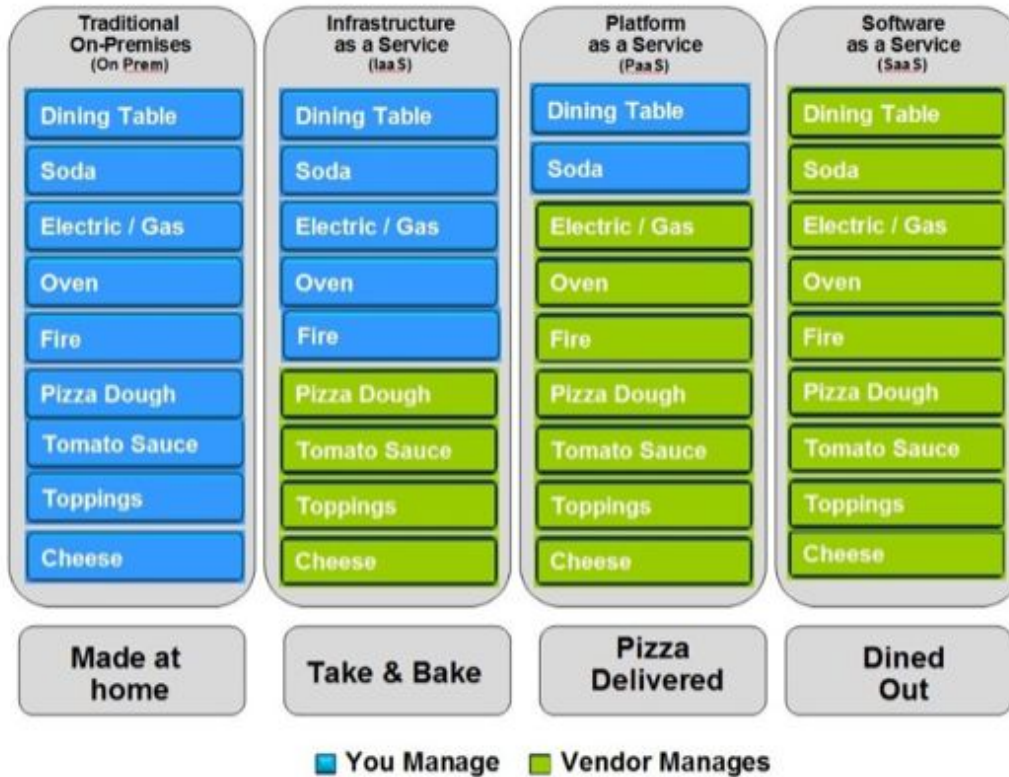 Traditional
On-Premises
(On Prem)
Dining Table
Soda
Electric / Gas
Oven
Fire
Pizza Dough
Tomato Sauce
Toppings
Cheese
Made at
home
Infrastructure
as a Service
(IaaS)
Dining Table
Soda
Electric / Gas
Oven
Fire
Pizza Dough
Tomato Sauce
Toppings
Cheese
Take & Bake
Platform
as a Service
(PaaS)
Dining Table
Soda
Electric / Gas
Oven
Fire
Pizza Dough
Tomato Sauce
Toppings
Cheese
Pizza
Delivered
Software
as a Service
(SaaS)
Dining Table
Soda
Electric / Gas
Oven
Fire
Pizza Dough
Tomato Sauce
Toppings
Cheese
Dined
Out
You Manage
Vendor Manages